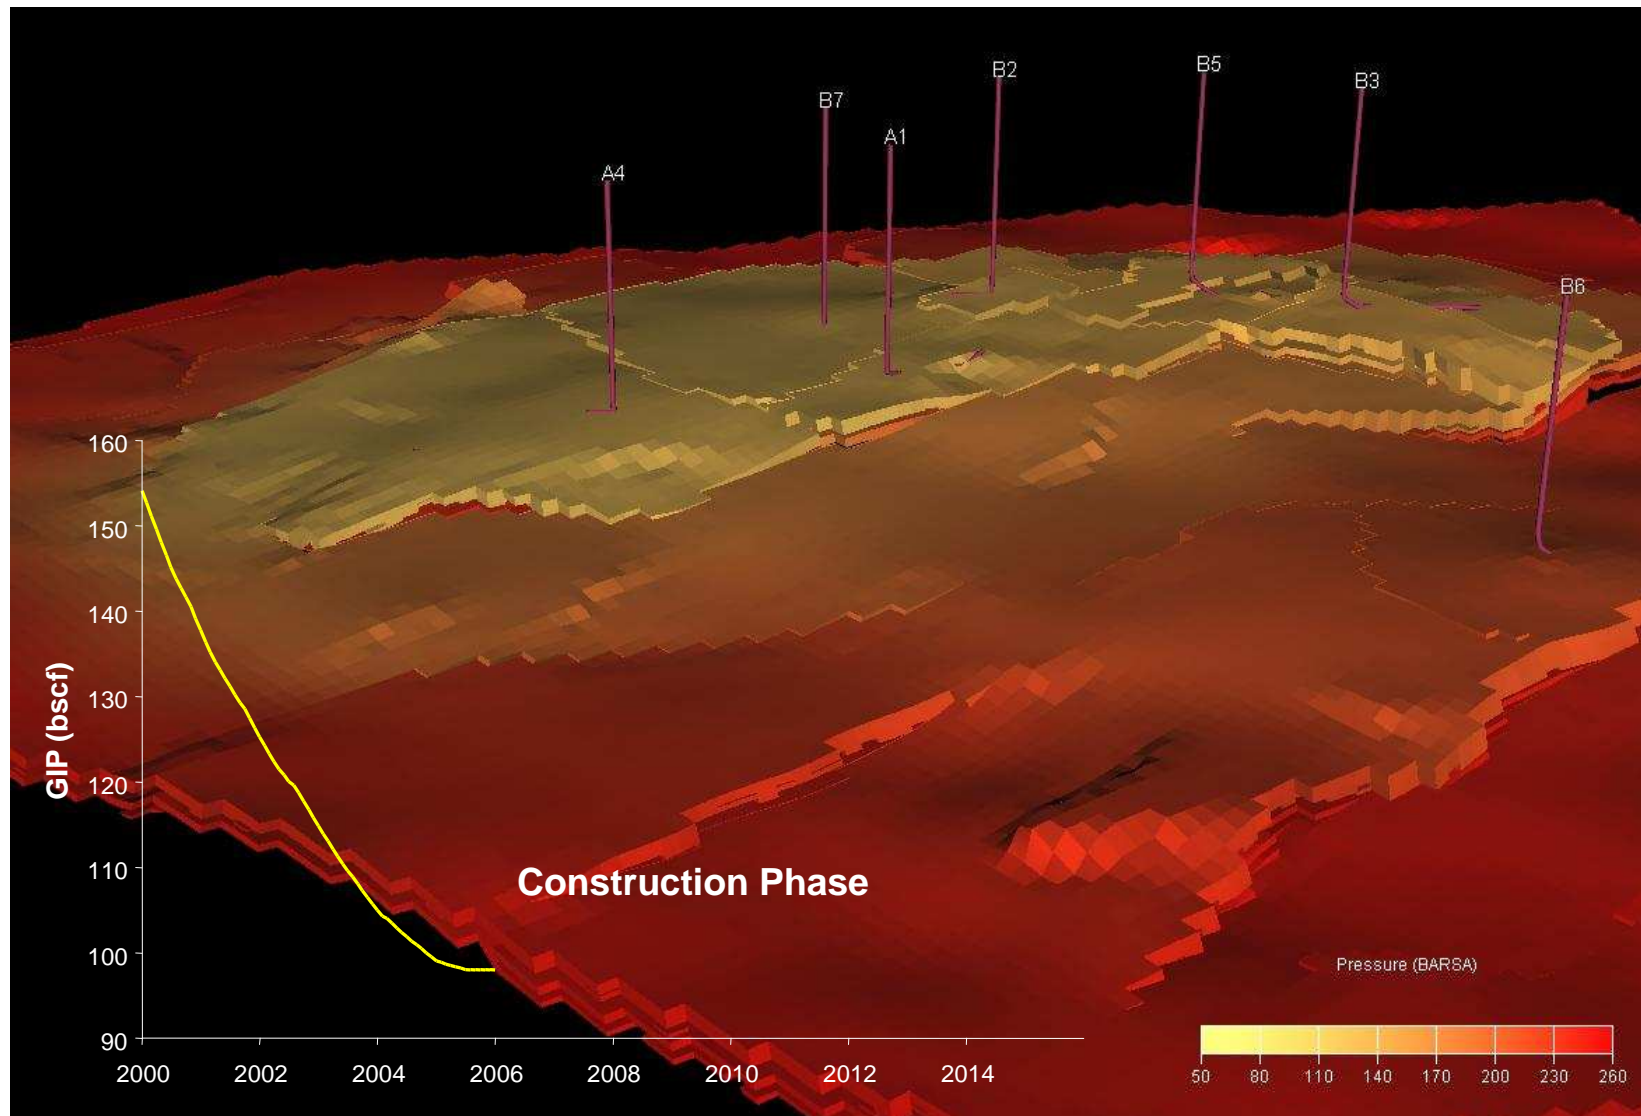 B5
B2
B3
B7
A1
A4
B6
160
150
140
130
120
110
100
90
GIP (bscf)
2000 2002 2004 2006 2008 2010 2012 2014
Construction Phase
Pressure (BARSA)
50 80 110 140 170 200 230 260